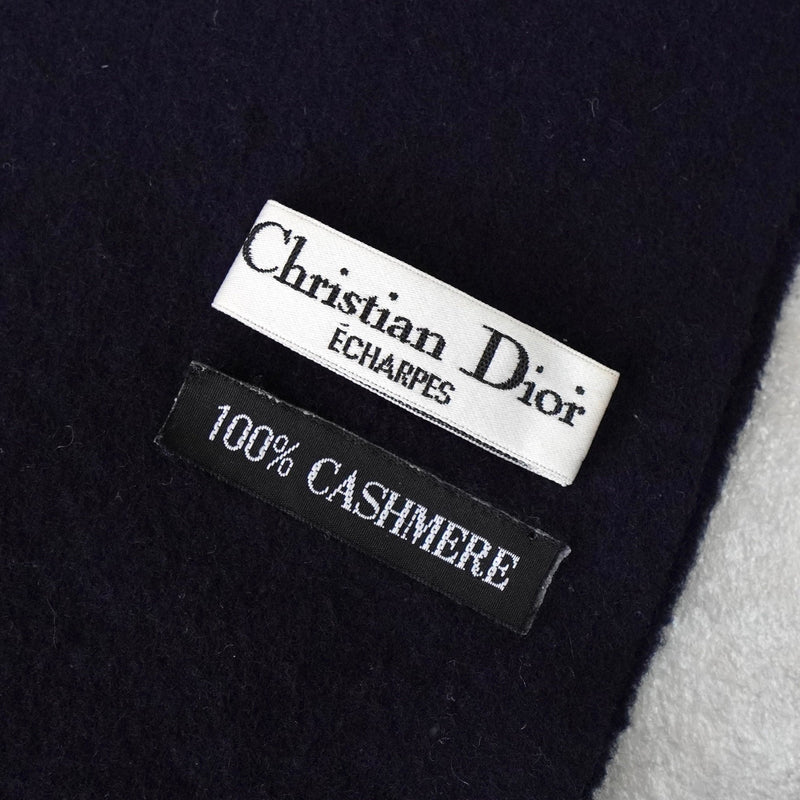 Christian Dior
ÉCHARPES
100% CASHMERE